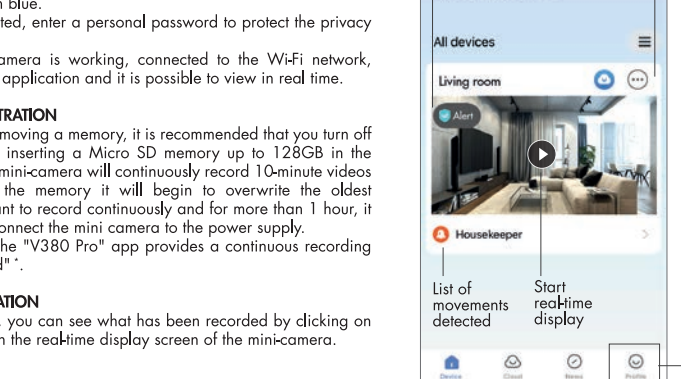 n blue.
ted, enter a personal password to protect the privacy
amera is working, connected to the Wi-Fi network,
application and it is possible to view in real time.
TRATION
moving a memory, it is recommended that you turn off
inserting a Micro SD memory up to 128GB in the
mini-camera will continuously record 10-minute videos
the memory it will begin to overwrite the oldest
ant to record continuously and for more than 1 hour, it
onnect the mini camera to the power supply.
he "V380 Pro" app provides a continuous recording
d" *.
ATION
, you can see what has been recorded by clicking on
n the real-time display screen of the mini-camera.
All devices
Living room
Alert
Housekeeper
List of
movements
detected
Start
real-time
display
Device Cloud News Profile